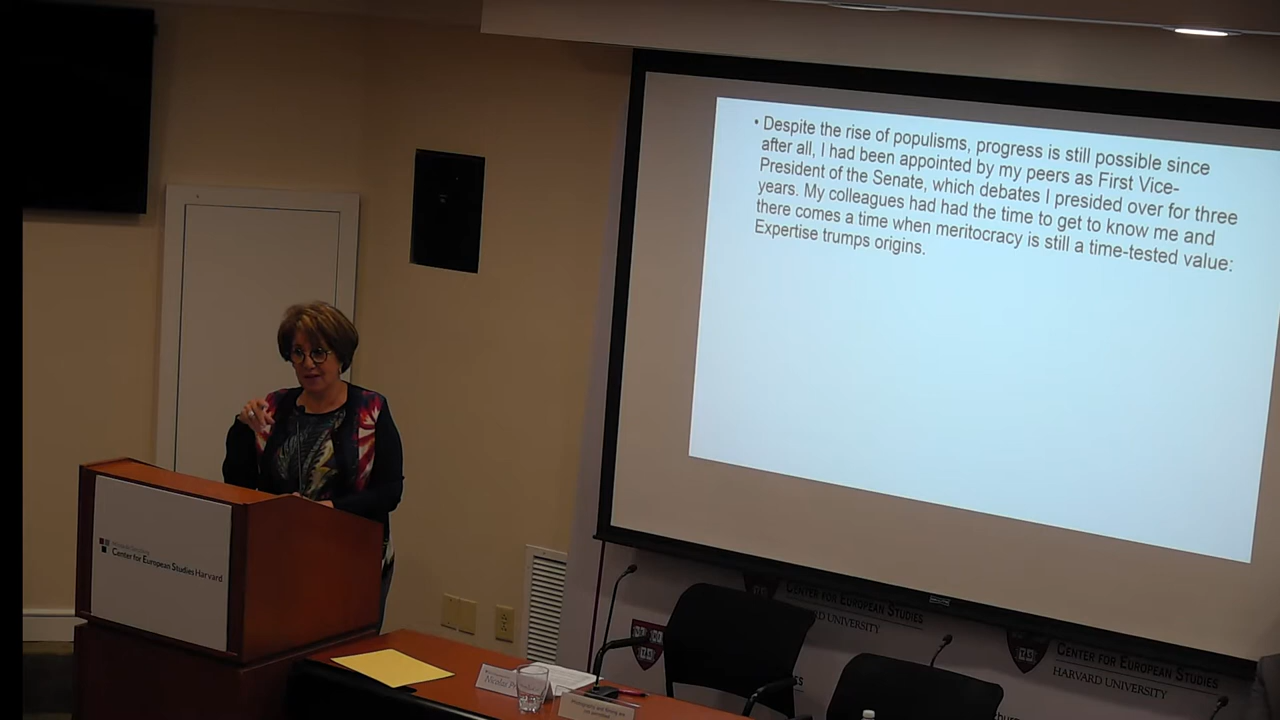 • Despite the rise of populisms, progress is still possible since
after all, I had been appointed by my peers as First Vice-
President of the Senate, which debates I presided over for three
years. My colleagues had had the time to get to know me and
there comes a time when meritocracy is still a time-tested value:
Expertise trumps origins.
Center for European Studies Harvard
Nicolas
Center for European Studies
HARVARD UNIVERSITY
Center for European Studies
HARVARD UNIVERSITY